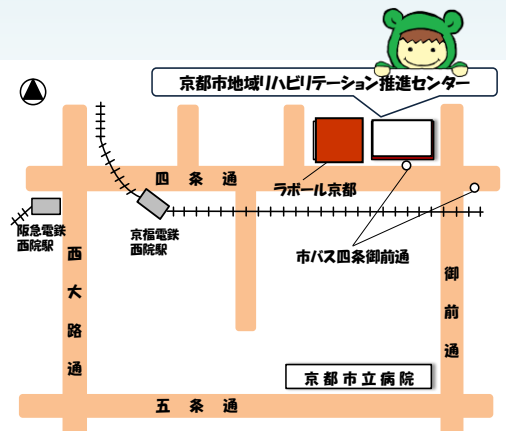 京都市地域リハビリテーション推進センター
四条通
ラボール京都
阪急電鉄
西院駅
京福電鉄
西院駅
市バス四条御前通
西大路通
御前通
京都市立病院
五条通